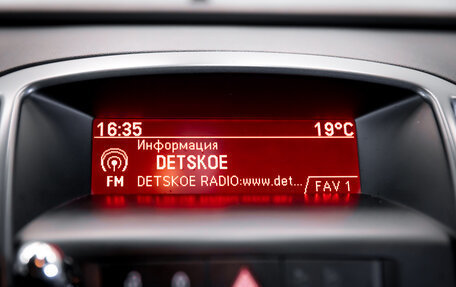 16:35 19°C
Информация
DETSKOE
FM DETSKOE RADIO:www.det... FAV 1